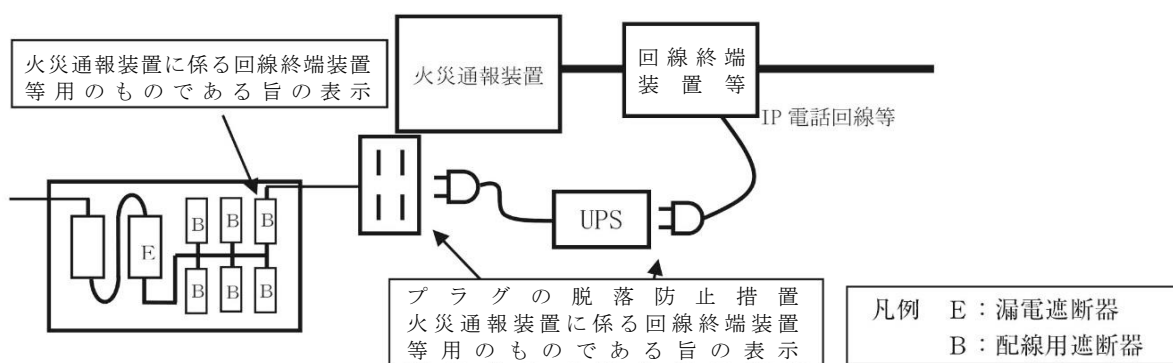 火災通報装置に係る回線終端装置
等用のものである旨の表示
火災通報装置
回線終端
装置等
IP 電話回線等
UPS
E
B
B
B
B
B
B
プラグの脱落防止措置
火災通報装置に係る回線終端装置
等用のものである旨の表示
凡例 E：漏電遮断器
B：配線用遮断器